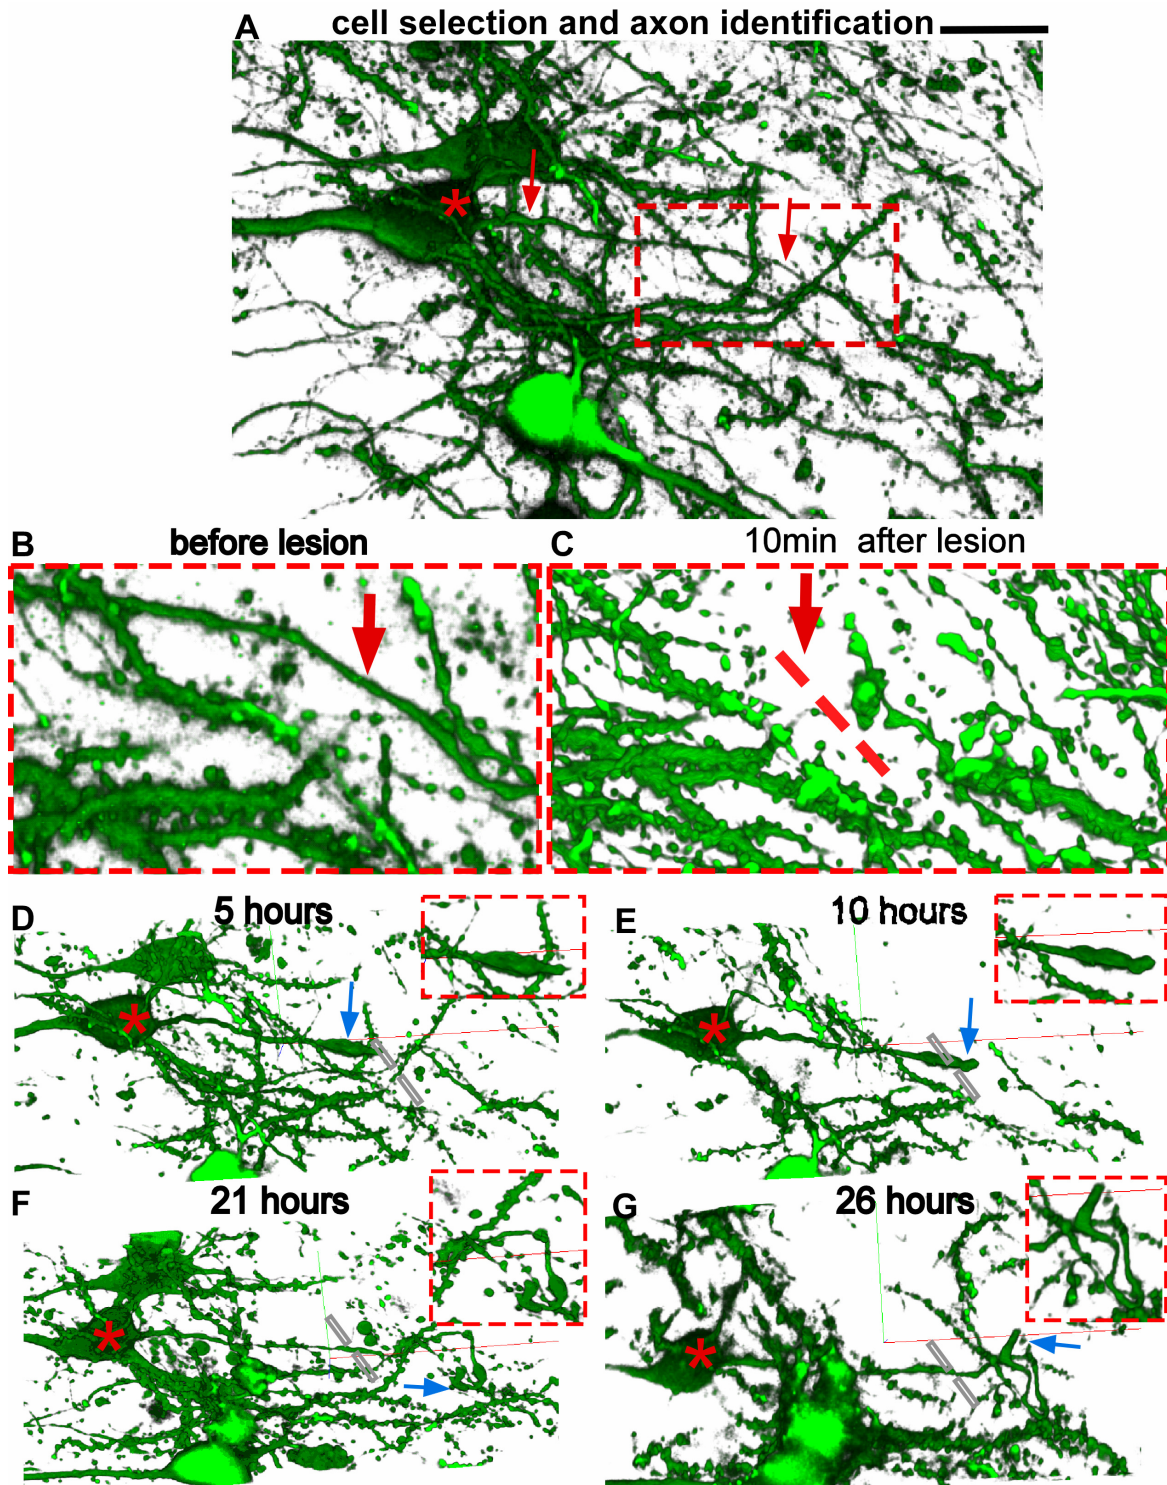 A cell selection and axon identification
B before lesion
C 10min after lesion
D 5 hours
E 10 hours
F 21 hours
G 26 hours